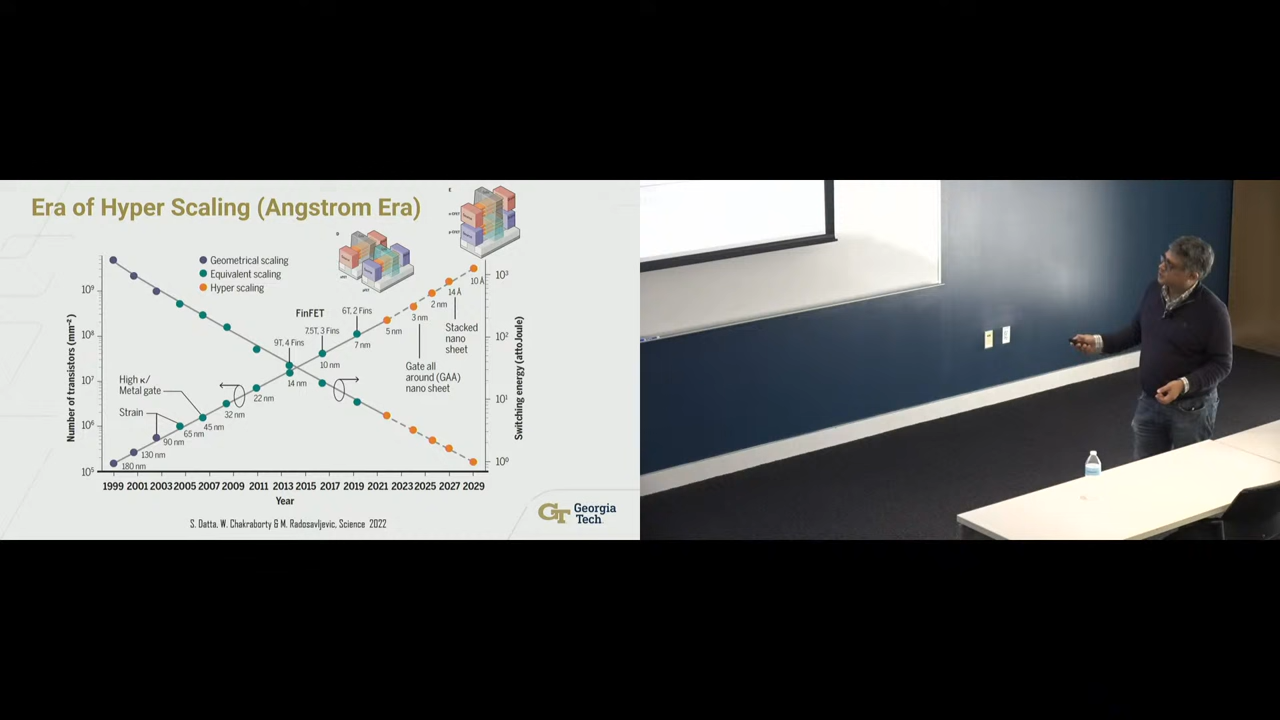 Era of Hyper Scaling (Angstrom Era)
Geometrical scaling
Equivalent scaling
Hyper scaling
Number of transistors (mm⁻²)
10⁹
10⁸
10⁷
10⁶
10⁵
High κ/
Metal gate
Strain
180 nm
130 nm
90 nm
65 nm
45 nm
32 nm
22 nm
9T, 4 Fins
14 nm
FinFET
7.5T, 3 Fins
10 nm
6T, 2 Fins
7 nm
5 nm
3 nm
2 nm
14 Å
10 Å
Gate all
around (GAA)
nano sheet
Stacked
nano
sheet
10³
10²
10¹
10⁰
Switching energy (attoJoule)
1999 2001 2003 2005 2007 2009 2011 2013 2015 2017 2019 2021 2023 2025 2027 2029
Year
S. Datta, W. Chakraborty & M. Radosavljevic, Science 2022
GT Georgia
Tech